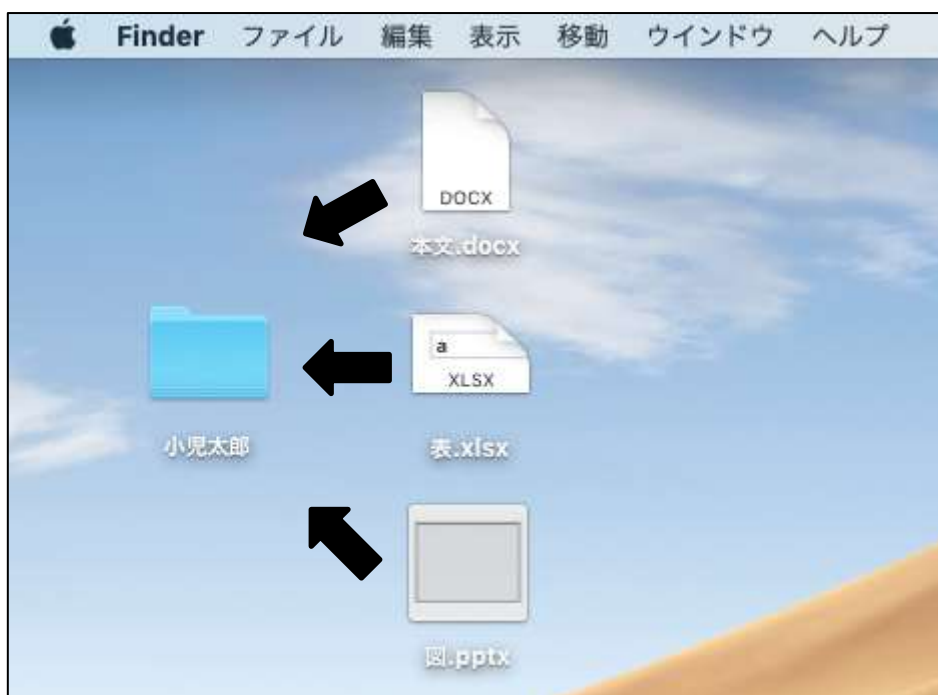 Finder ファイル 編集 表示 移動 ウインドウ ヘルプ
DOCX
本文.docx
a
XLSX
小児太郎
表.xlsx
図.pptx